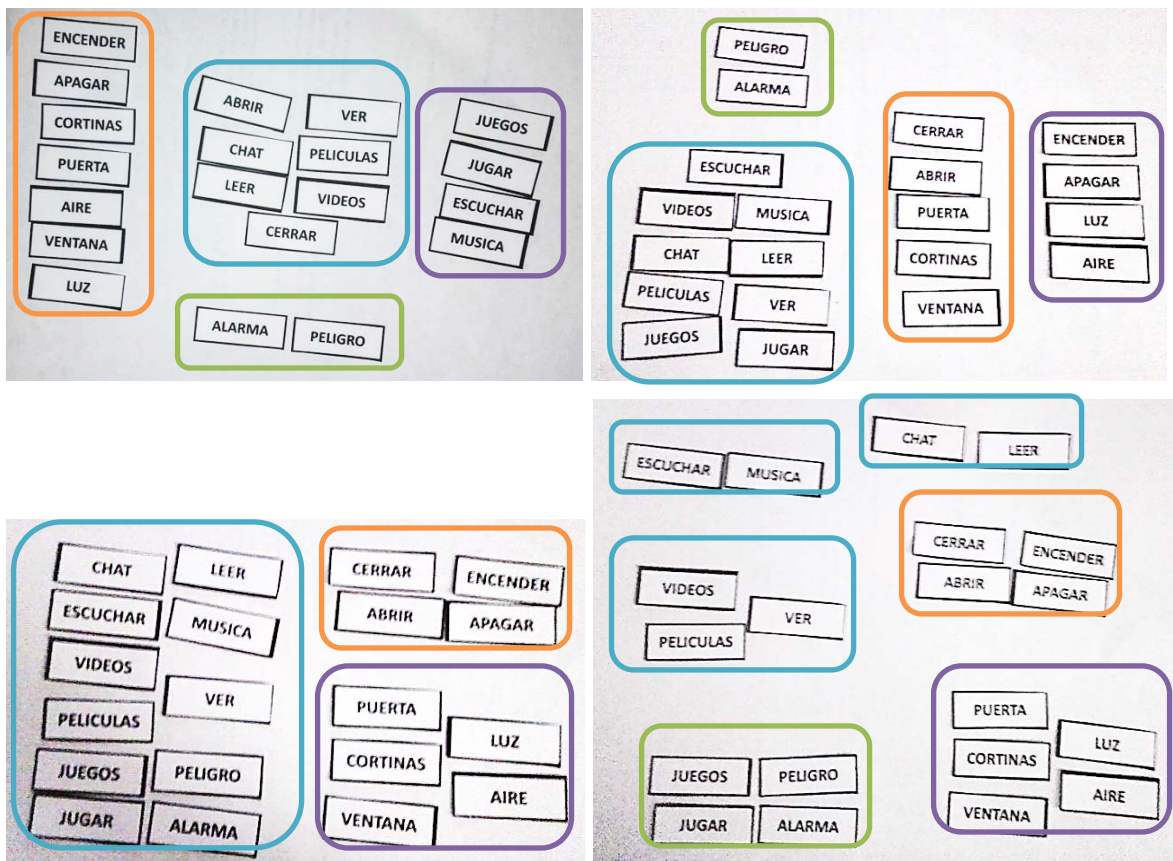 ENCENDER
APAGAR
CORTINAS
PUERTA
AIRE
VENTANA
LUZ
ABRIR VER
CHAT PELICULAS
LEER VIDEOS
CERRAR
JUEGOS
JUGAR
ESCUCHAR
MUSICA
ALARMA PELIGRO
PELIGRO
ALARMA
ESCUCHAR
VIDEOS MUSICA
CHAT LEER
PELICULAS VER
JUEGOS JUGAR
CERRAR
ABRIR
PUERTA
CORTINAS
VENTANA
ENCENDER
APAGAR
LUZ
AIRE
CHAT LEER
ESCUCHAR MUSICA
VIDEOS
VER
PELICULAS
JUEGOS PELIGRO
JUGAR ALARMA
CERRAR ENCENDER
ABRIR APAGAR
PUERTA
LUZ
CORTINAS
AIRE
VENTANA
ESCUCHAR MUSICA
CHAT LEER
VIDEOS
VER
PELICULAS
CERRAR ENCENDER
ABRIR APAGAR
JUEGOS PELIGRO
JUGAR ALARMA
PUERTA
LUZ
CORTINAS
AIRE
VENTANA